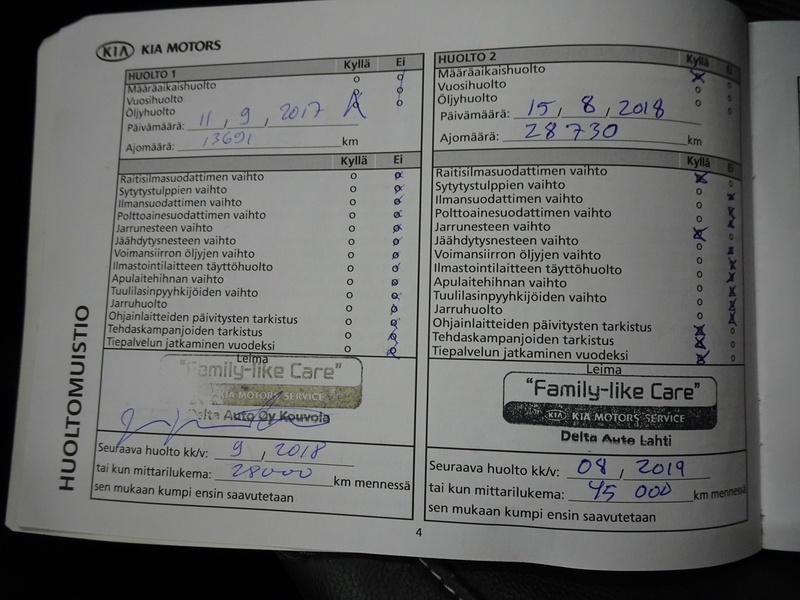 KIA KIA MOTORS
HUOLTOMUISTIO
HUOLTO 1 Kyllä Ei
Määräaikaishuolto o o
Vuosihuolto o o
Öljyhuolto o o
Päivämäärä: 11, 9, 2017
Ajomäärä: 13691 km
Kyllä Ei
Raitisilmasuodattimen vaihto o
Sytytystulppien vaihto o
Ilmansuodattimen vaihto o
Polttoainesuodattimen vaihto o
Jarrunesteen vaihto o
Jäähdytysnesteen vaihto o
Voimansiirron öljyjen vaihto o
Ilmastointilaitteen täyttöhuolto o
Apulaitehihnan vaihto o
Tuulilasinpyyhkijöiden vaihto o
Jarruhuolto o
Ohjainlaitteiden päivitysten tarkistus o
Tehdaskampanjoiden tarkistus o
Tiepalvelun jatkaminen vuodeksi o
Leima
"Family-like Care"
KIA MOTORS SERVICE
Delta Auto Oy Kouvola
Seuraava huolto kk/v: 9, 2018
tai kun mittarilukema: 28000 km mennessä
sen mukaan kumpi ensin saavutetaan
HUOLTO 2 Kyllä Ei
Määräaikaishuolto x o
Vuosihuolto o o
Öljyhuolto o o
Päivämäärä: 15, 8, 2018
Ajomäärä: 28730 km
Kyllä Ei
Raitisilmasuodattimen vaihto x o
Sytytystulppien vaihto o x
Ilmansuodattimen vaihto o x
Polttoainesuodattimen vaihto o x
Jarrunesteen vaihto x o
Jäähdytysnesteen vaihto o x
Voimansiirron öljyjen vaihto o x
Ilmastointilaitteen täyttöhuolto o x
Apulaitehihnan vaihto o x
Tuulilasinpyyhkijöiden vaihto o x
Jarruhuolto o x
Ohjainlaitteiden päivitysten tarkistus x o
Tehdaskampanjoiden tarkistus x o
Tiepalvelun jatkaminen vuodeksi x o
Leima
"Family-like Care"
KIA KIA MOTORS SERVICE
Delta Auto Lahti
Seuraava huolto kk/v: 08, 2019
tai kun mittarilukema: 45 000 km mennessä
sen mukaan kumpi ensin saavutetaan
4